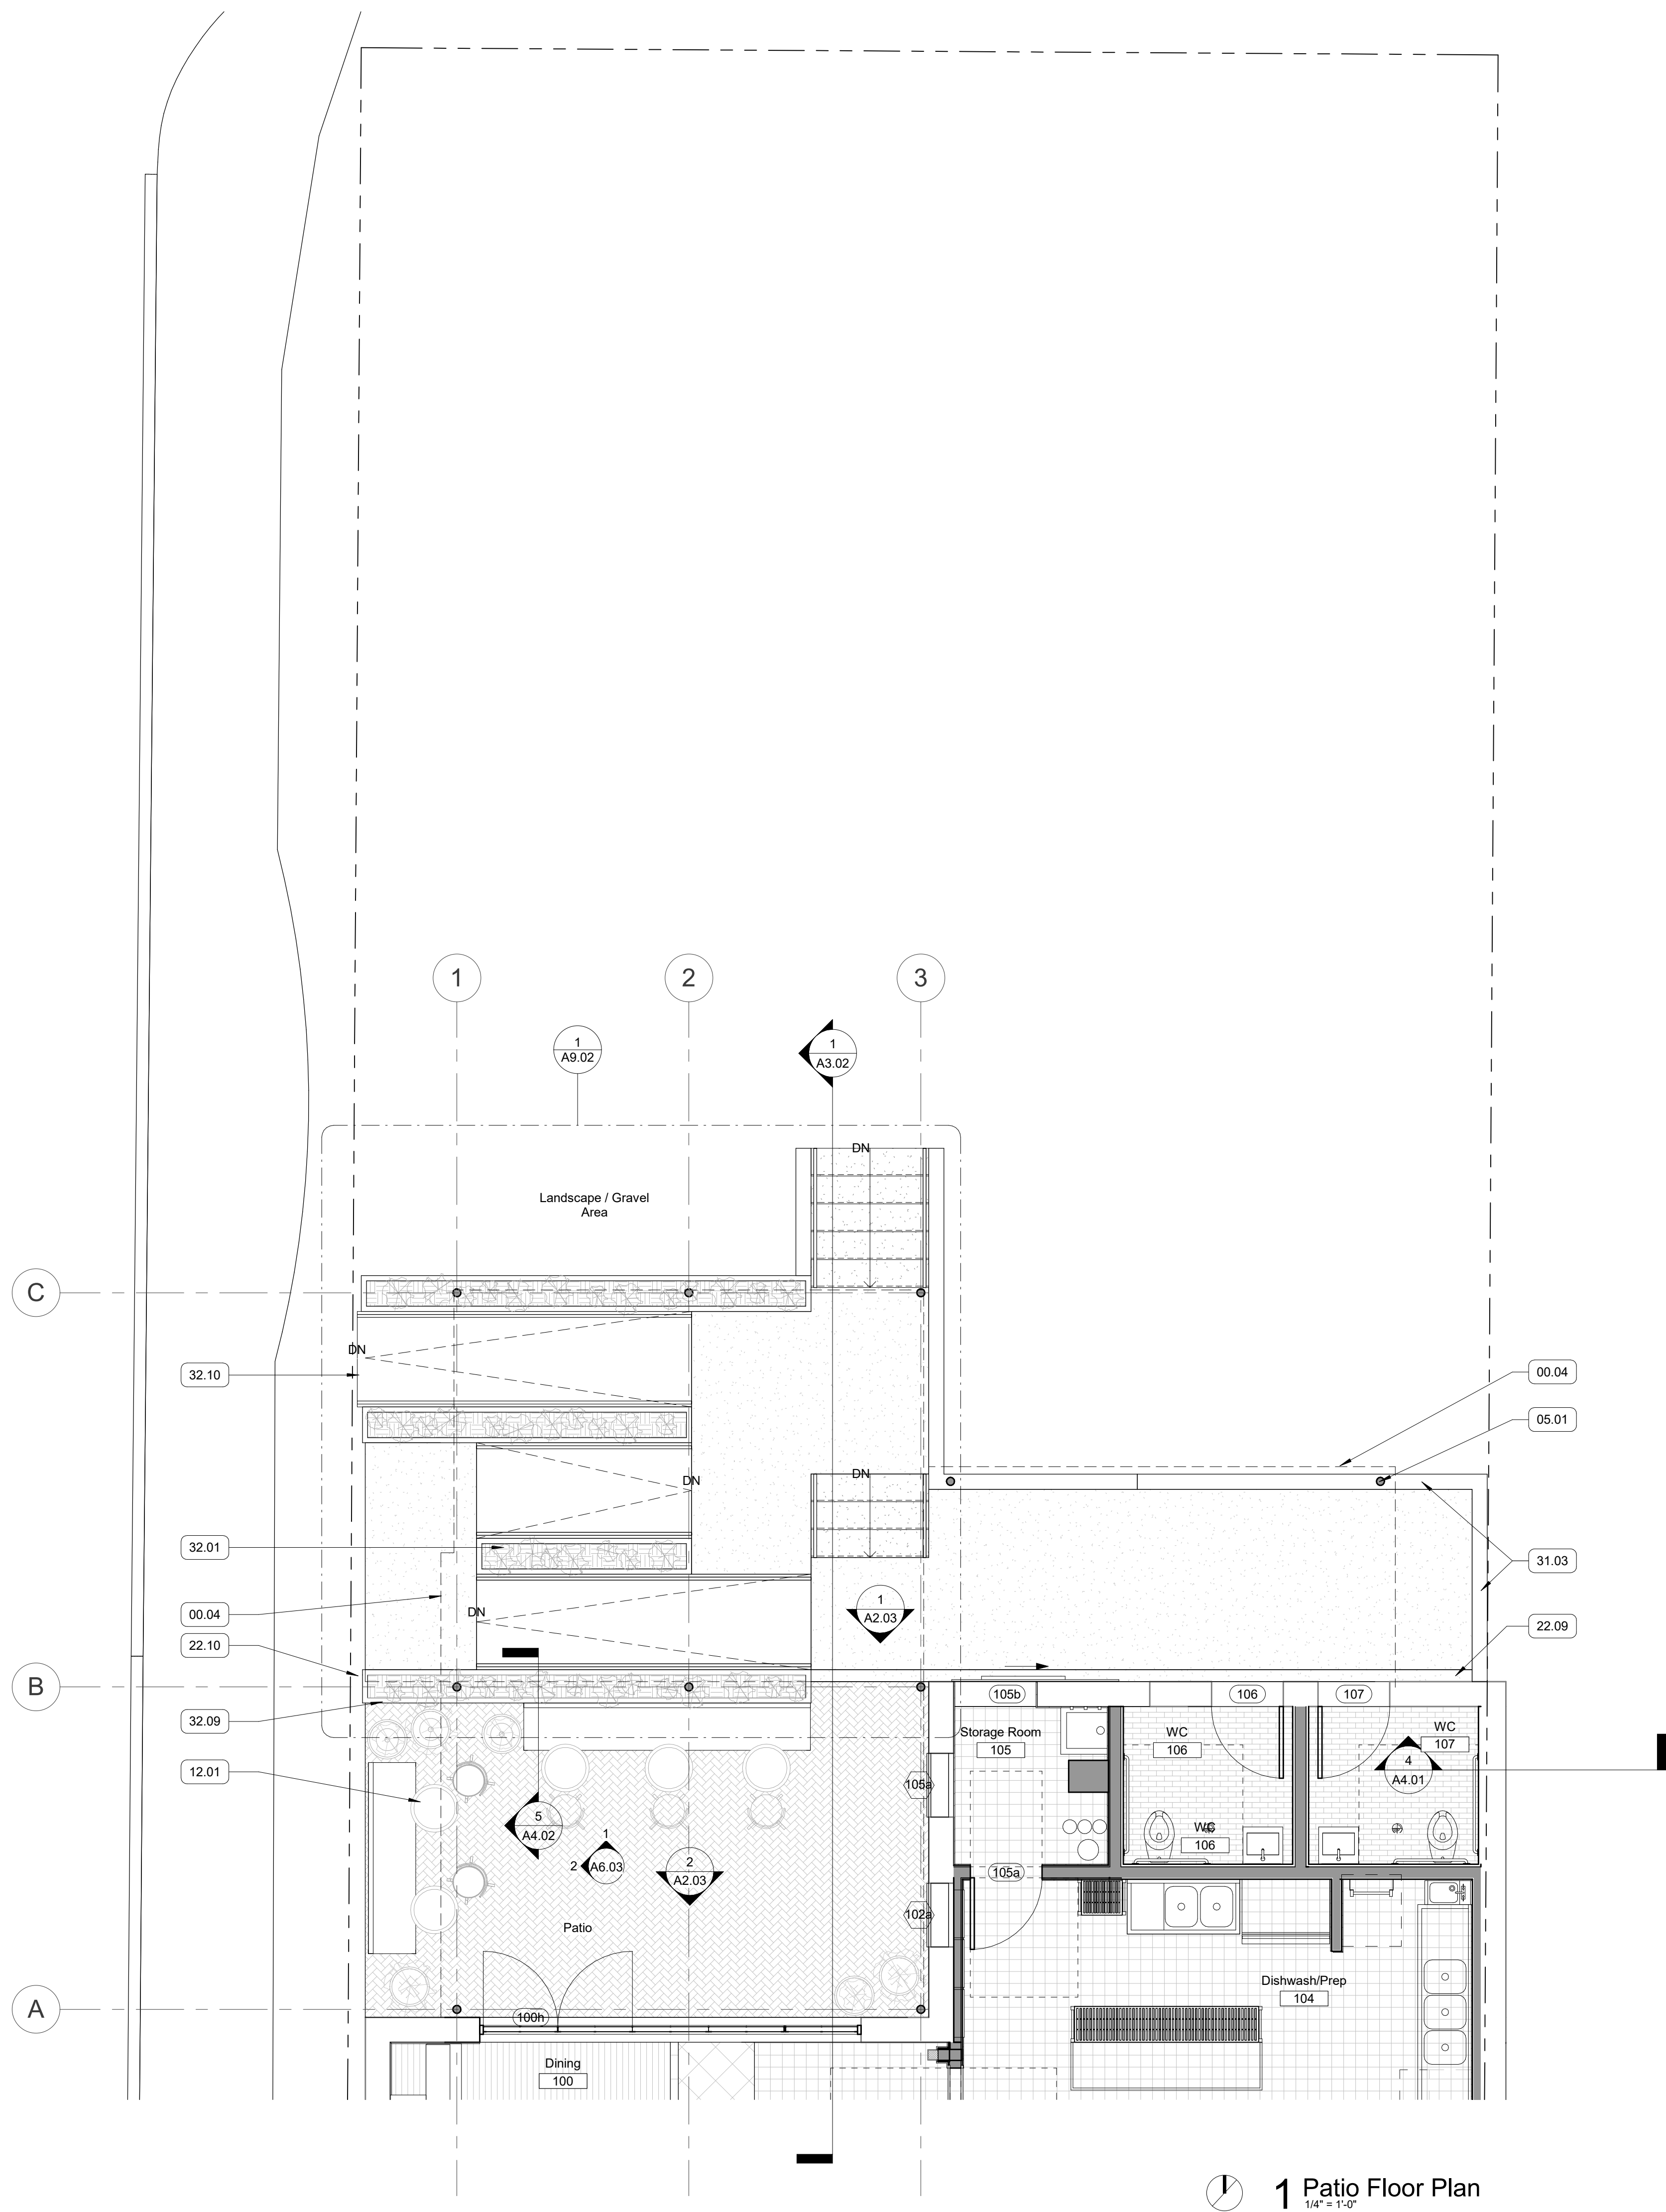 1
2
3
1
A9.02
1
A3.02
DN
Landscape / Gravel
Area
C
DN
32.10
00.04
05.01
DN
DN
32.01
31.03
1
A2.03
DN
00.04
22.10
22.09
B
105b
106
107
32.09
Storage Room
105
WC
106
WC
107
12.01
4
A4.01
105a
5
A4.02
WC
106
1
2
A6.03
2
A2.03
105a
102a
Patio
Dishwash/Prep
104
A
100h
Dining
100
1 Patio Floor Plan
1/4" = 1'-0"